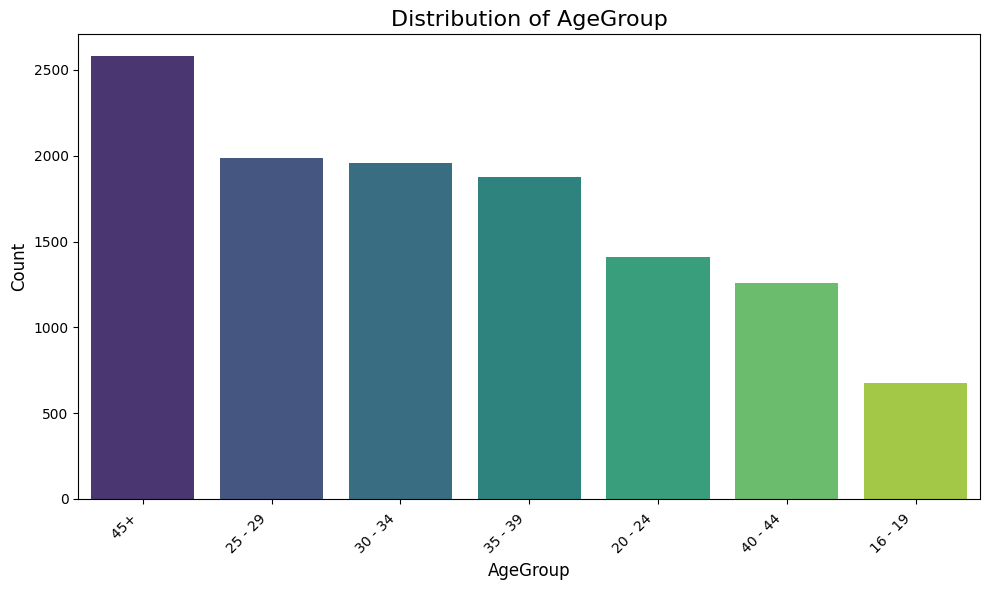 Distribution of AgeGroup
Count
2500
2000
1500
1000
500
0
45+
25 - 29
30 - 34
35 - 39
20 - 24
40 - 44
16 - 19
AgeGroup